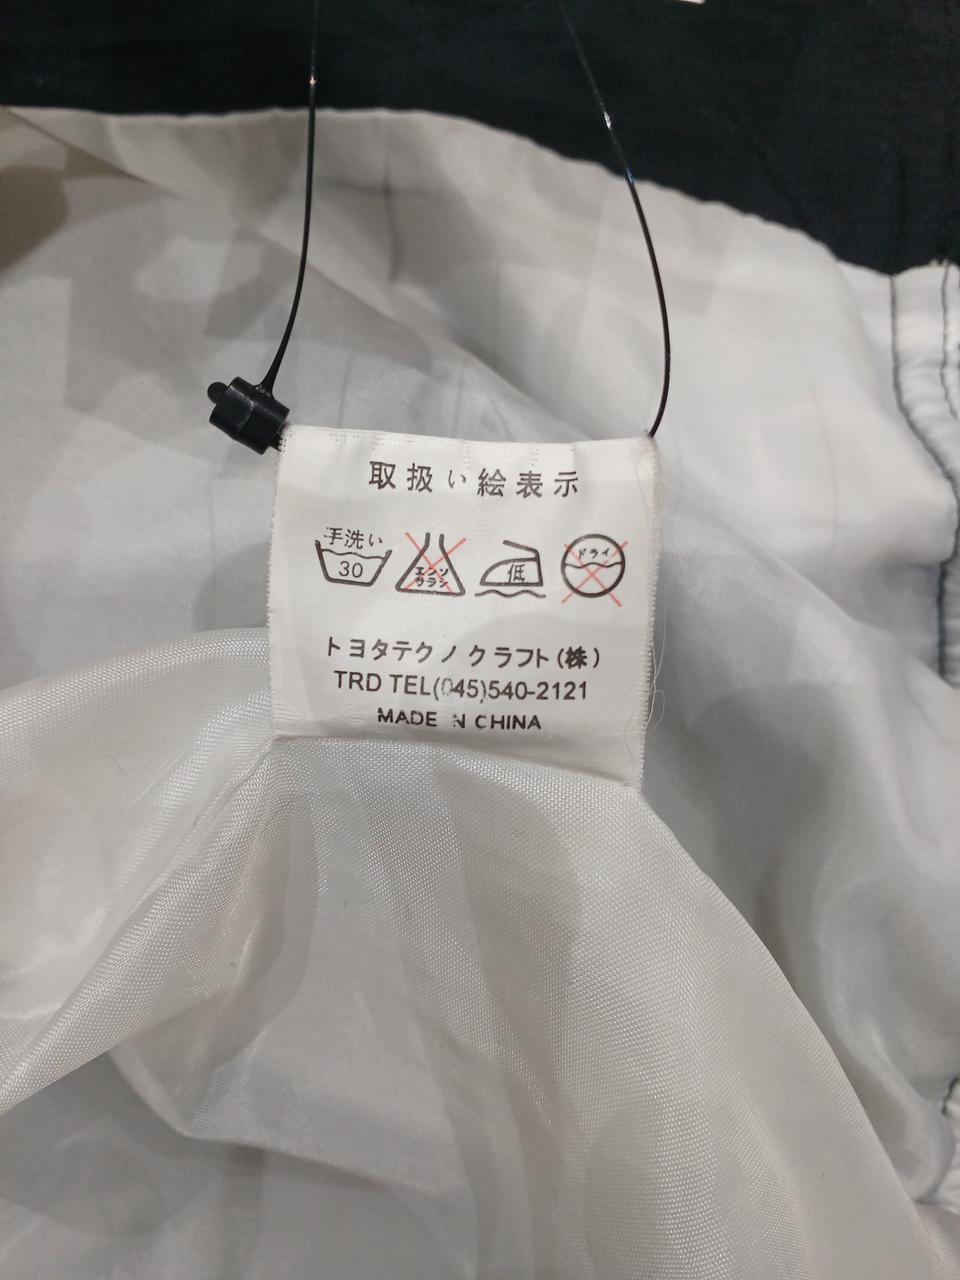 取扱い絵表示
手洗い エンソ 低 ドライ
30 サラシ
トヨタテクノクラフト(株)
TRD TEL(045)540-2121
MADE IN CHINA